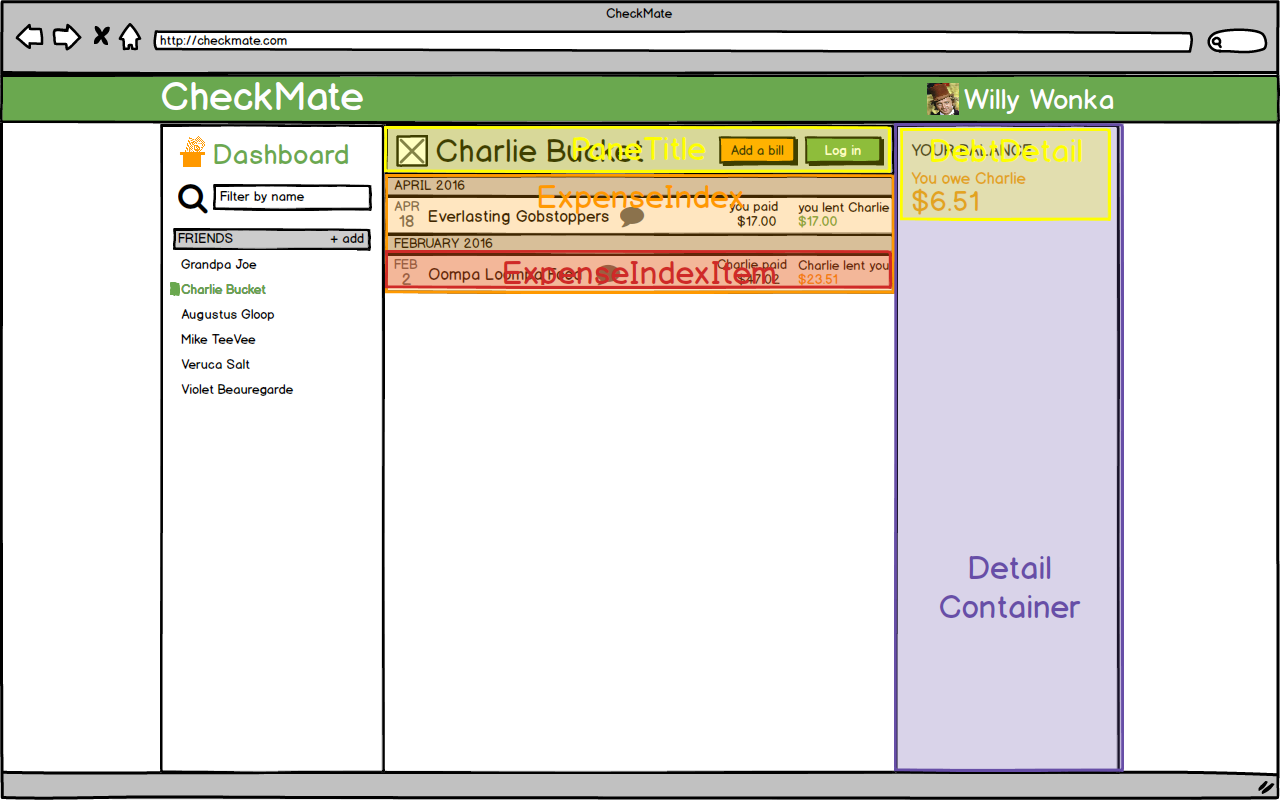 CheckMate
http://checkmate.com
CheckMate
Willy Wonka
Dashboard
Filter by name
FRIENDS
+ add
Grandpa Joe
Charlie Bucket
Augustus Gloop
Mike TeeVee
Veruca Salt
Violet Beauregarde
Charlie Bucket
PaneTitle
Add a bill
Log in
APRIL 2016
ExpenseIndex
APR
18
Everlasting Gobstoppers
you paid
$17.00
you lent Charlie
$17.00
FEBRUARY 2016
FEB
2
Oompa Loompa Food
ExpenseIndexItem
Charlie paid
$47.02
Charlie lent you
$23.51
YOUR BALANCE
DebtDetail
You owe Charlie
$6.51
Detail
Container